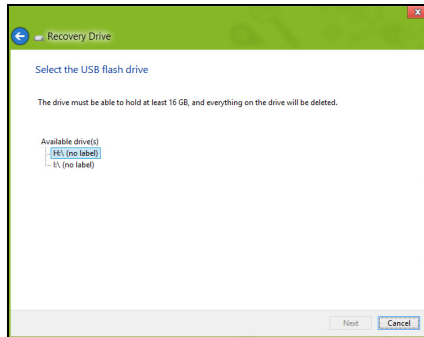 Recovery Drive
Select the USB flash drive
The drive must be able to hold at least 16 GB, and everything on the drive will be deleted.
Available drive(s)
H:\ (no label)
I:\ (no label)
Next
Cancel